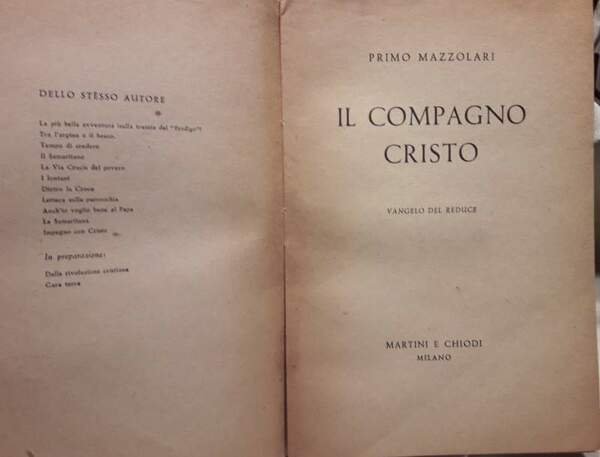 DELLO STESSO AUTORE
La più bella avventura (sulla traccia del "Prodigo")
Tra l'argine e il bosco.
Tempo di credere
Il Samaritano
La Via Crucis del povero
I lontani
Dietro la Croce
Lettera sulla parrocchia
Anch'io voglio bene al Papa
La Samaritana
Impegno con Cristo
In preparazione:
Della rivoluzione cristiana
Cara terra
PRIMO MAZZOLARI
IL COMPAGNO
CRISTO
VANGELO DEL REDUCE
MARTINI E CHIODI
MILANO